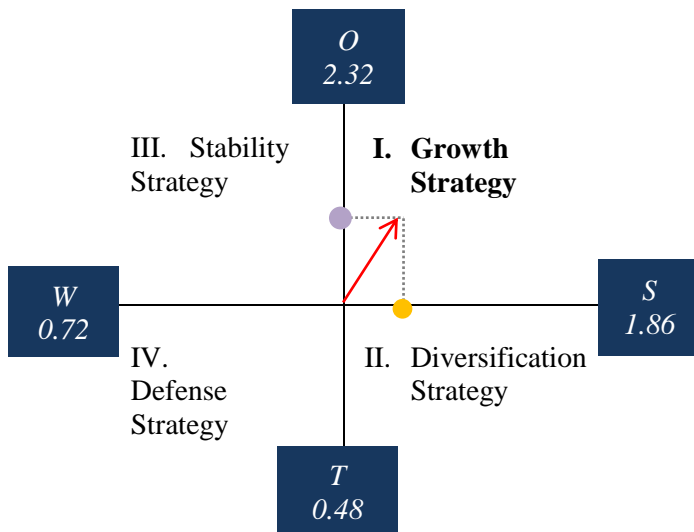 O
2.32
III. Stability
Strategy
I. Growth
Strategy
W
0.72
S
1.86
IV.
Defense
Strategy
II. Diversification
Strategy
T
0.48